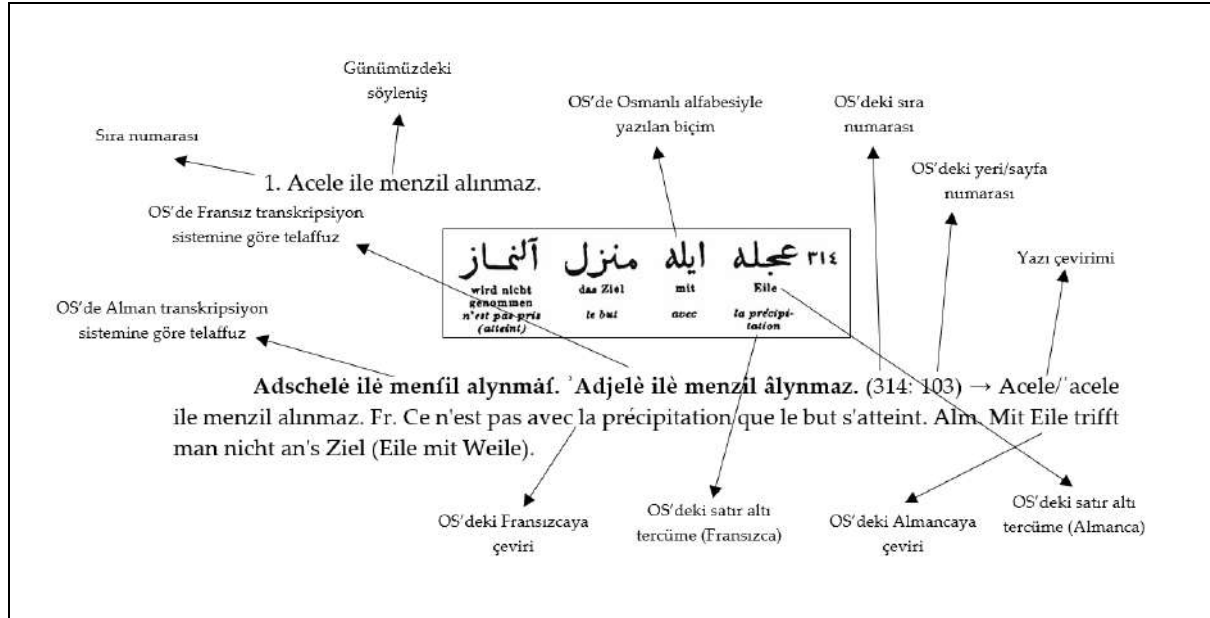 Günümüzdeki
söyleniş
OS'de Osmanlı alfabesiyle
yazılan biçim
OS'deki sıra
numarası
Sıra numarası
OS'deki yeri/sayfa
numarası
1. Acele ile menzil alınmaz.
OS'de Fransız transkripsiyon
sistemine göre telaffuz
٣١٤ عجله ايله منزل آلنماز
wird nicht genommen das Ziel mit Eile
n'est pas pris (atteint) le but avec la précipitation
Yazı çevirimi
OS'de Alman transkripsiyon
sistemine göre telaffuz
Adschelė ilė menſil alynmáſ. ʾAdjelè ilè menzil âlynmaz. (314: 103) → Acele/ʿacele
ile menzil alınmaz. Fr. Ce n'est pas avec la précipitation que le but s'atteint. Alm. Mit Eile trifft
man nicht an's Ziel (Eile mit Weile).
OS'deki Fransızcaya
çeviri
OS'deki satır altı
tercüme (Fransızca)
OS'deki Almancaya
çeviri
OS'deki satır altı
tercüme (Almanca)